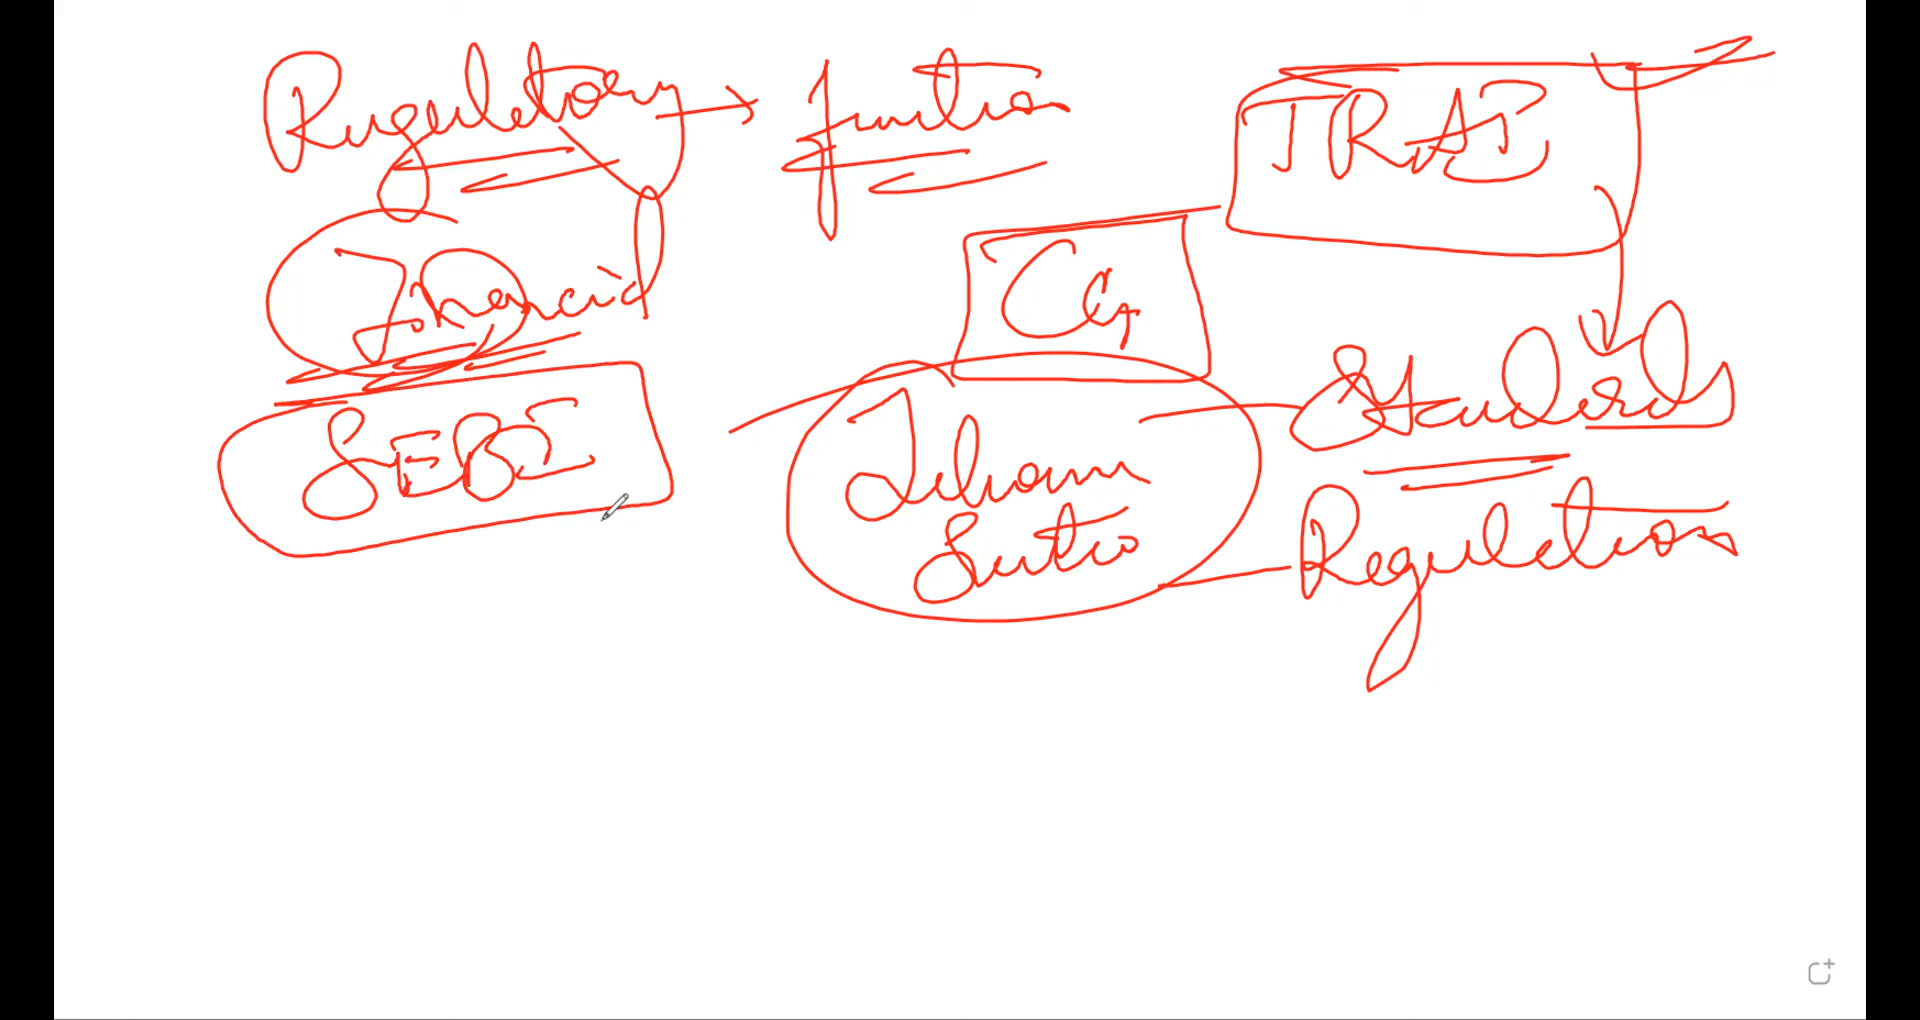 Regulatory → function
TRAI
Financial
CG
SEBI
Telecom
Sector
Standards
Regulation